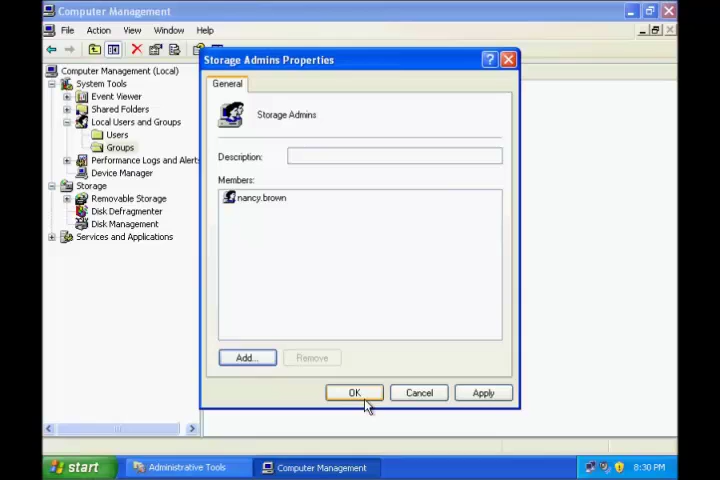 Computer Management
File Action View Window Help
Computer Management (Local)
System Tools
Event Viewer
Shared Folders
Local Users and Groups
Users
Groups
Performance Logs and Alerts
Device Manager
Storage
Removable Storage
Disk Defragmenter
Disk Management
Services and Applications
Storage Admins Properties
General
Storage Admins
Description:
Members:
nancy.brown
Add... Remove
OK Cancel Apply
start Administrative Tools Computer Management 8:30 PM